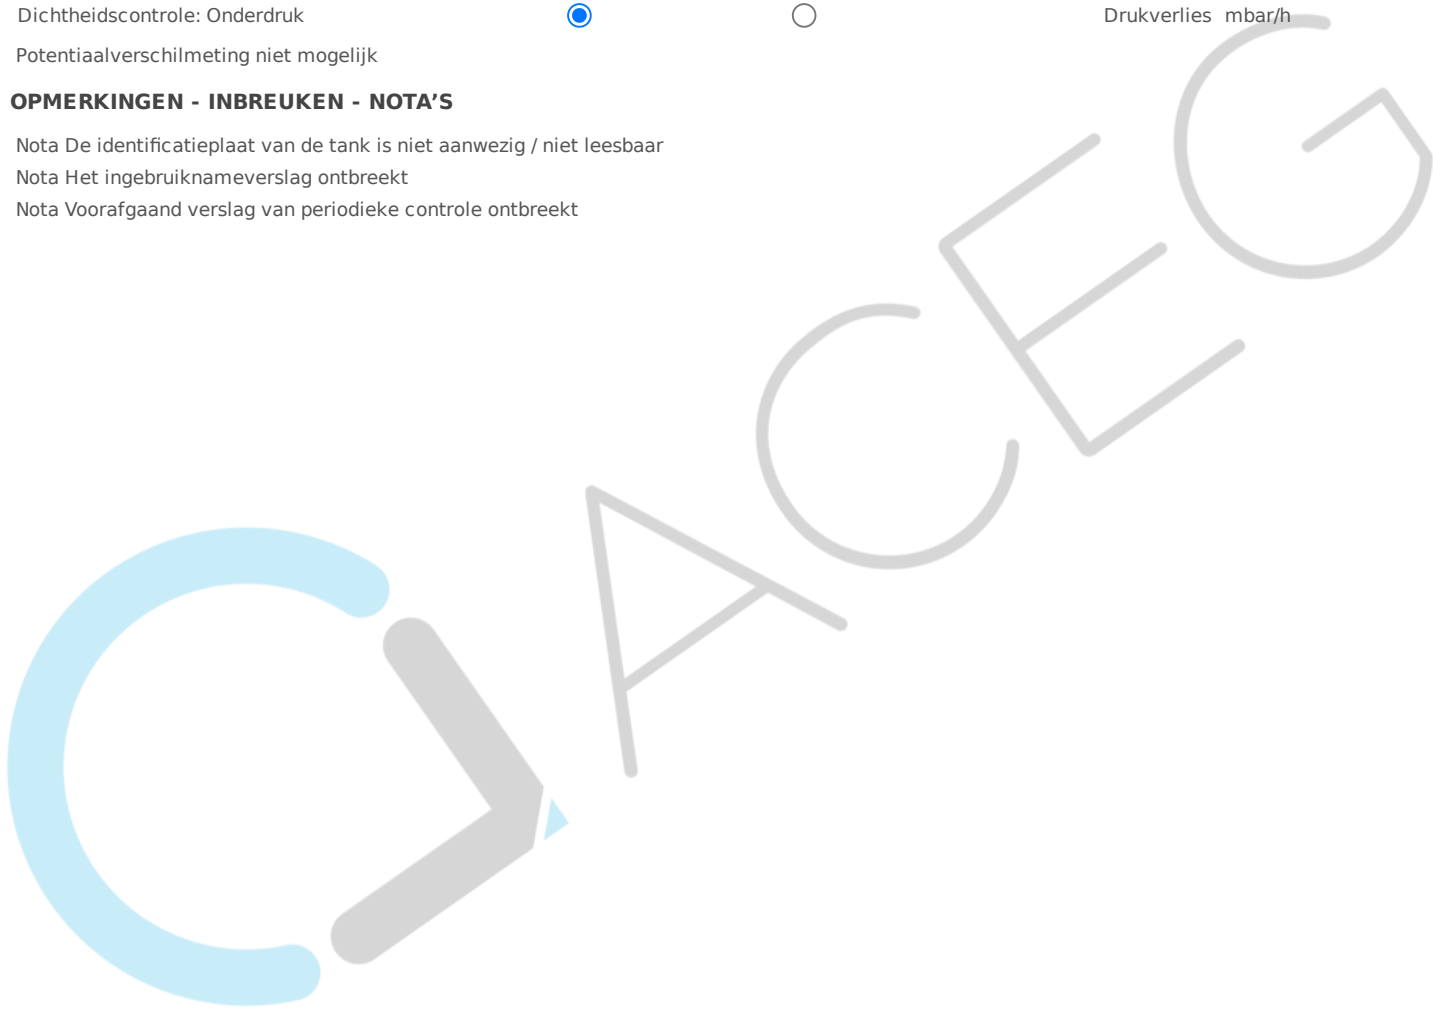 Dichtheidscontrole: Onderdruk Drukverlies mbar/h
Potentiaalverschilmeting niet mogelijk
OPMERKINGEN - INBREUKEN - NOTA’S
Nota De identificatieplaat van de tank is niet aanwezig / niet leesbaar
Nota Het ingebruiknameverslag ontbreekt
Nota Voorafgaand verslag van periodieke controle ontbreekt
ACEG